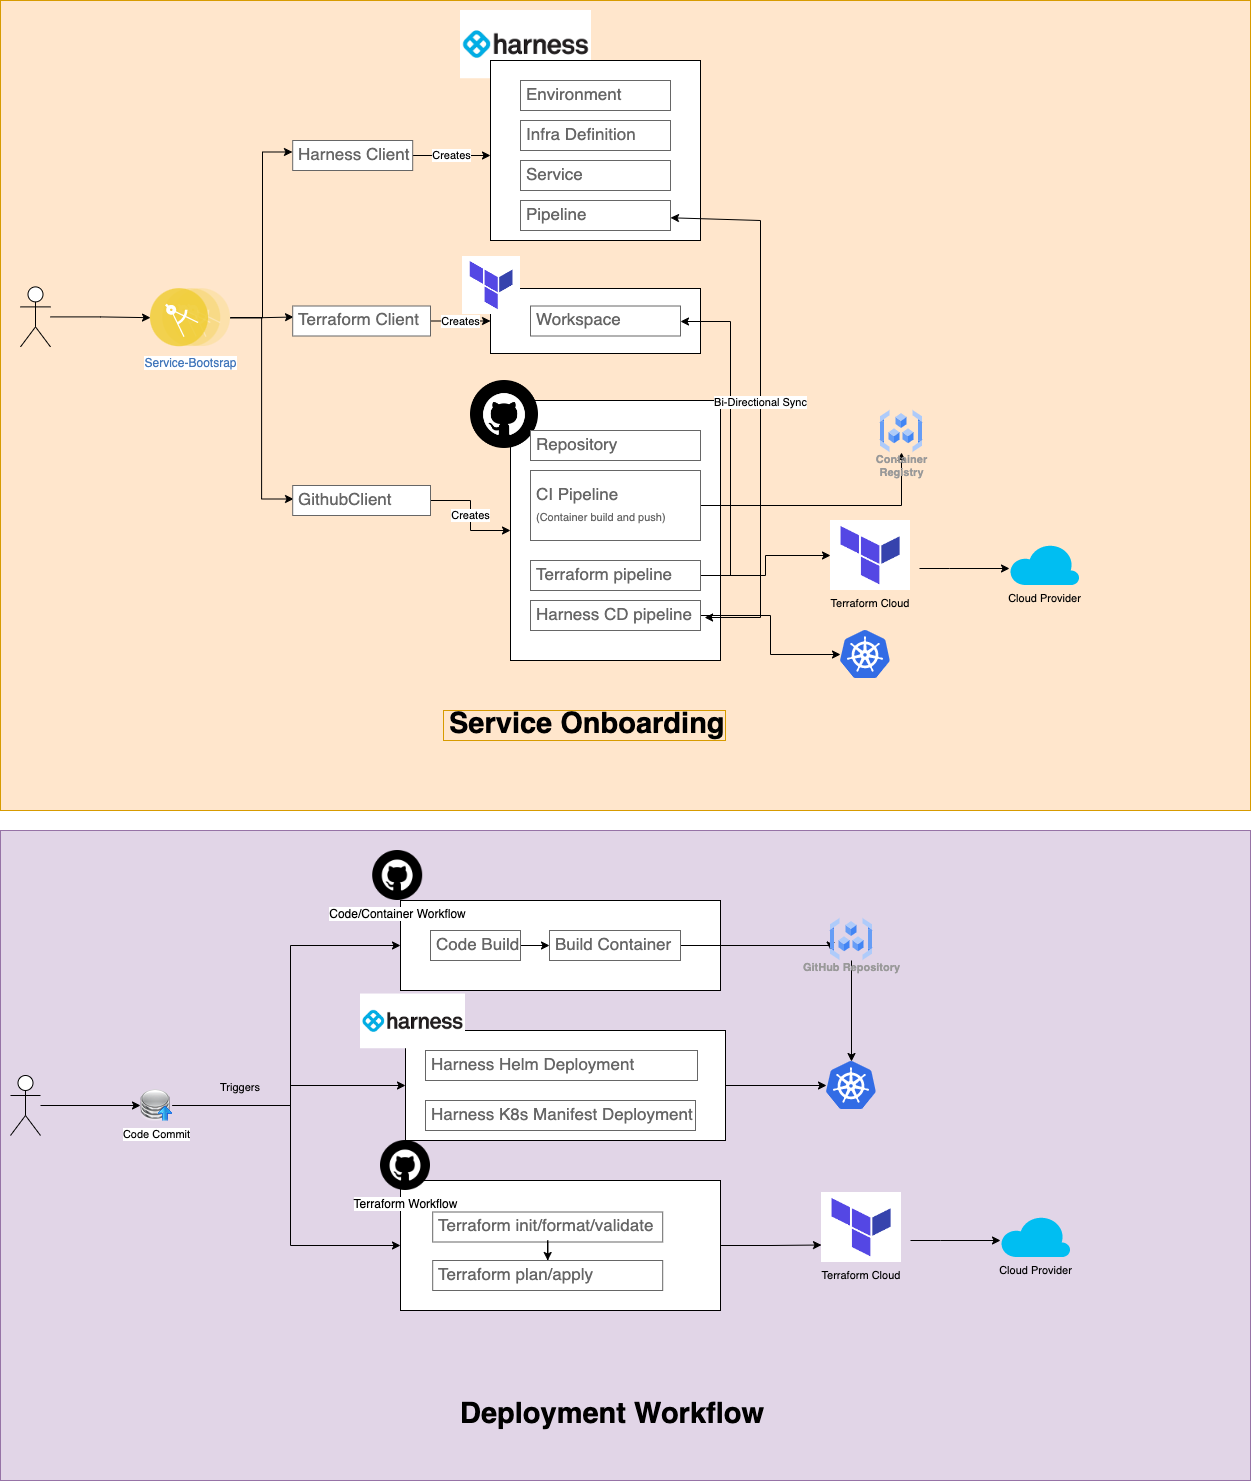 harness
Environment
Infra Definition
Service
Pipeline
Harness Client
Creates
Terraform Client
Creates
Workspace
Service-Bootsrap
Bi-Directional Sync
Repository
CI Pipeline
(Container build and push)
Container
Registry
GithubClient
Creates
Terraform pipeline
Harness CD pipeline
Terraform Cloud
Cloud Provider
Service Onboarding
Code/Container Workflow
Code Build
Build Container
GitHub Repository
harness
Harness Helm Deployment
Harness K8s Manifest Deployment
Triggers
Code Commit
Terraform Workflow
Terraform init/format/validate
Terraform plan/apply
Terraform Cloud
Cloud Provider
Deployment Workflow